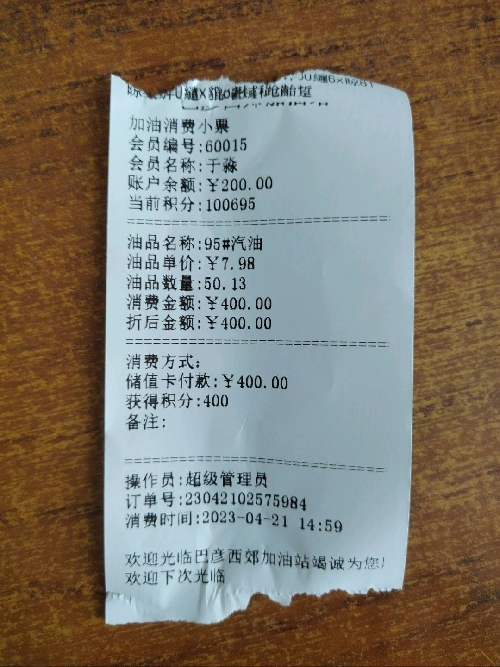 加油消费小票
会员编号:60015
会员名称:于淼
账户余额:￥200.00
当前积分:100695
油品名称:95#汽油
油品单价:￥7.98
油品数量:50.13
消费金额:￥400.00
折后金额:￥400.00
消费方式:
储值卡付款:￥400.00
获得积分:400
备注:
操作员:超级管理员
订单号:23042102575984
消费时间:2023-04-21 14:59
欢迎光临巴彦西郊加油站竭诚为您
欢迎下次光临